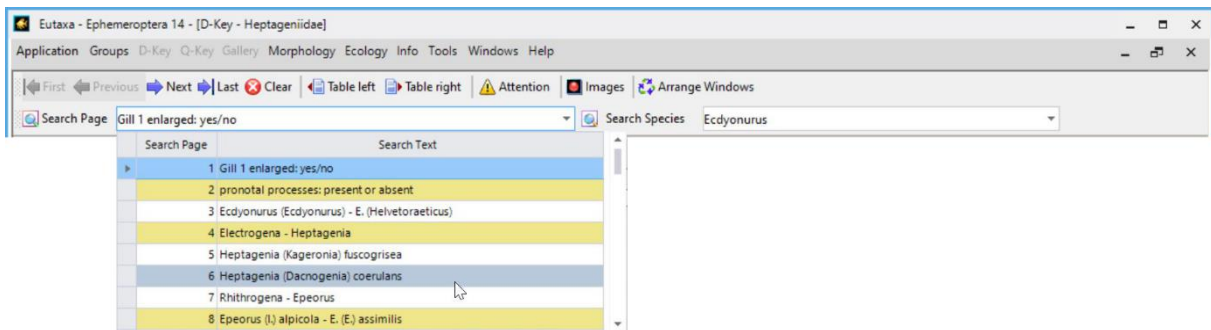 Eutaxa - Ephemeroptera 14 - [D-Key - Heptageniidae]
Application Groups D-Key Q-Key Gallery Morphology Ecology Info Tools Windows Help
First Previous Next Last Clear Table left Table right Attention Images Arrange Windows
Search Page Gill 1 enlarged: yes/no Search Species Ecdyonurus
Search Page Search Text
1 Gill 1 enlarged: yes/no
2 pronotal processes: present or absent
3 Ecdyonurus (Ecdyonurus) - E. (Helvetoraeticus)
4 Electrogena - Heptagenia
5 Heptagenia (Kageronia) fuscogrisea
6 Heptagenia (Dacnogenia) coerulans
7 Rhithrogena - Epeorus
8 Epeorus (I.) alpicola - E. (E.) assimilis